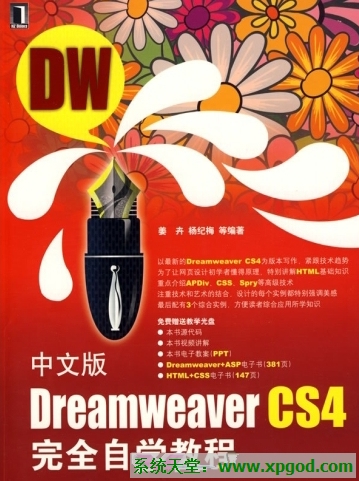 DW
姜 卉 杨纪梅 等编著
以最新的Dreamweaver CS4为版本写作，紧跟技术趋势
为了让网页设计初学者懂得原理，特别讲解HTML基础知识
重点介绍APDiv、CSS、Spry等高级技术
注重技术和艺术的结合，设计的每个实例都特别强调美感
最后配有3个综合实例，方便读者综合应用所学知识
免费赠送教学光盘
● 本书源代码
● 本书视频讲解
● 本书电子教案(PPT)
● Dreamweaver+ASP电子书(381页)
● HTML+CSS电子书(147页)
中文版
Dreamweaver CS4
完全自学教程
系统天堂：www.xpgod.com